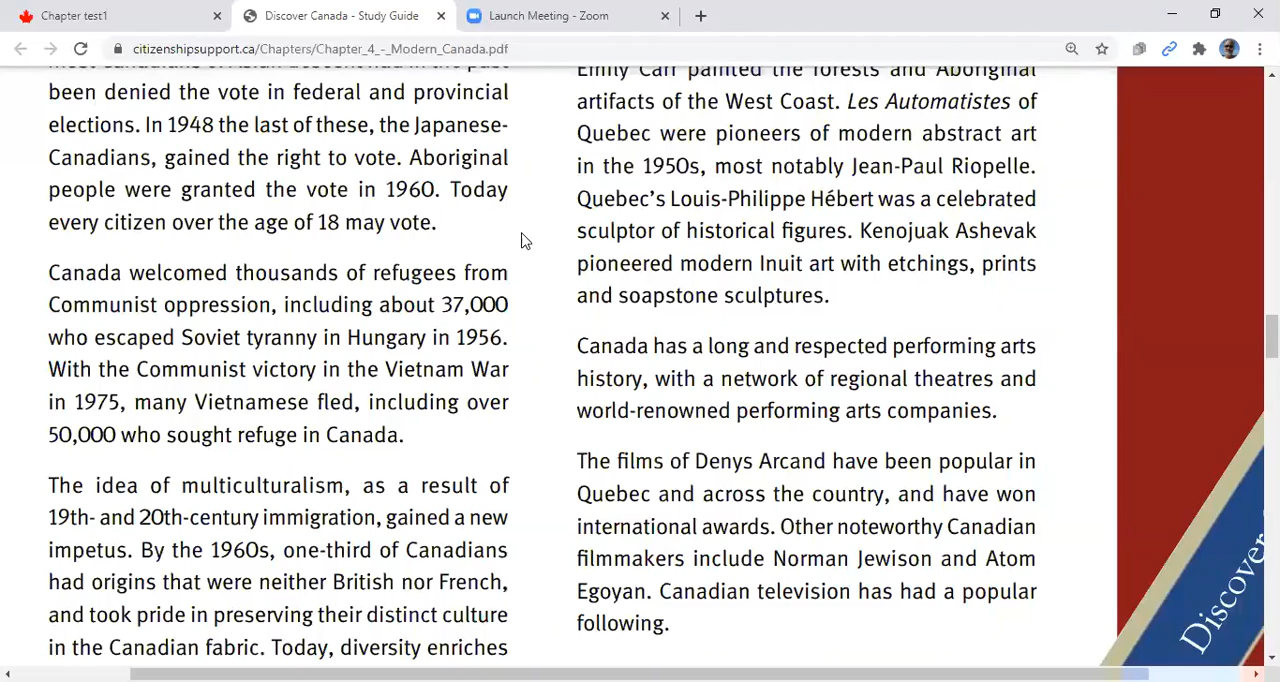 Chapter test1
Discover Canada - Study Guide
Launch Meeting - Zoom
citizenshipsupport.ca/Chapters/Chapter_4_-_Modern_Canada.pdf
been denied the vote in federal and provincial
elections. In 1948 the last of these, the Japanese-
Canadians, gained the right to vote. Aboriginal
people were granted the vote in 1960. Today
every citizen over the age of 18 may vote.
Canada welcomed thousands of refugees from
Communist oppression, including about 37,000
who escaped Soviet tyranny in Hungary in 1956.
With the Communist victory in the Vietnam War
in 1975, many Vietnamese fled, including over
50,000 who sought refuge in Canada.
The idea of multiculturalism, as a result of
19th- and 20th-century immigration, gained a new
impetus. By the 1960s, one-third of Canadians
had origins that were neither British nor French,
and took pride in preserving their distinct culture
in the Canadian fabric. Today, diversity enriches
Emily Carr painted the forests and Aboriginal
artifacts of the West Coast. Les Automatistes of
Quebec were pioneers of modern abstract art
in the 1950s, most notably Jean-Paul Riopelle.
Quebec's Louis-Philippe Hébert was a celebrated
sculptor of historical figures. Kenojuak Ashevak
pioneered modern Inuit art with etchings, prints
and soapstone sculptures.
Canada has a long and respected performing arts
history, with a network of regional theatres and
world-renowned performing arts companies.
The films of Denys Arcand have been popular in
Quebec and across the country, and have won
international awards. Other noteworthy Canadian
filmmakers include Norman Jewison and Atom
Egoyan. Canadian television has had a popular
following.
Discover